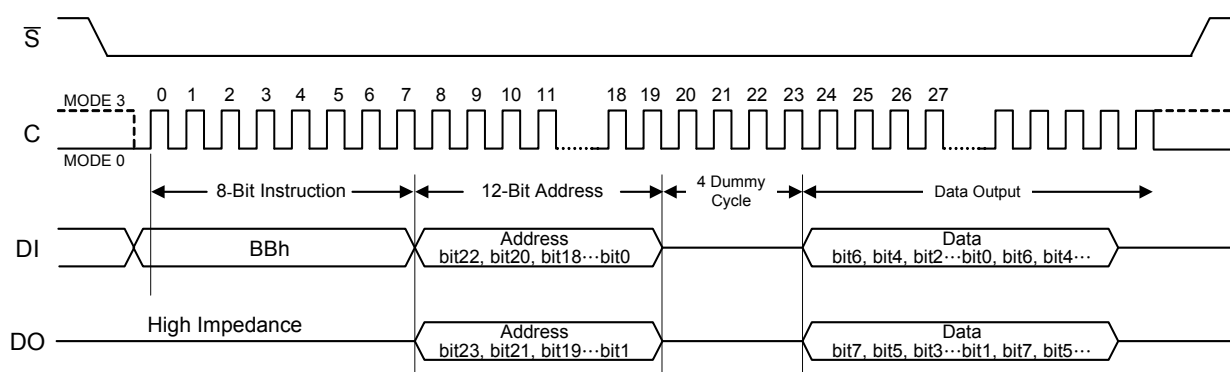 S
MODE 3
0 1 2 3 4 5 6 7 8 9 10 11 18 19 20 21 22 23 24 25 26 27
C
MODE 0
8-Bit Instruction
12-Bit Address
4 Dummy
Cycle
Data Output
DI
BBh
Address
bit22, bit20, bit18⋯bit0
Data
bit6, bit4, bit2⋯bit0, bit6, bit4⋯
High Impedance
DO
Address
bit23, bit21, bit19⋯bit1
Data
bit7, bit5, bit3⋯bit1, bit7, bit5⋯